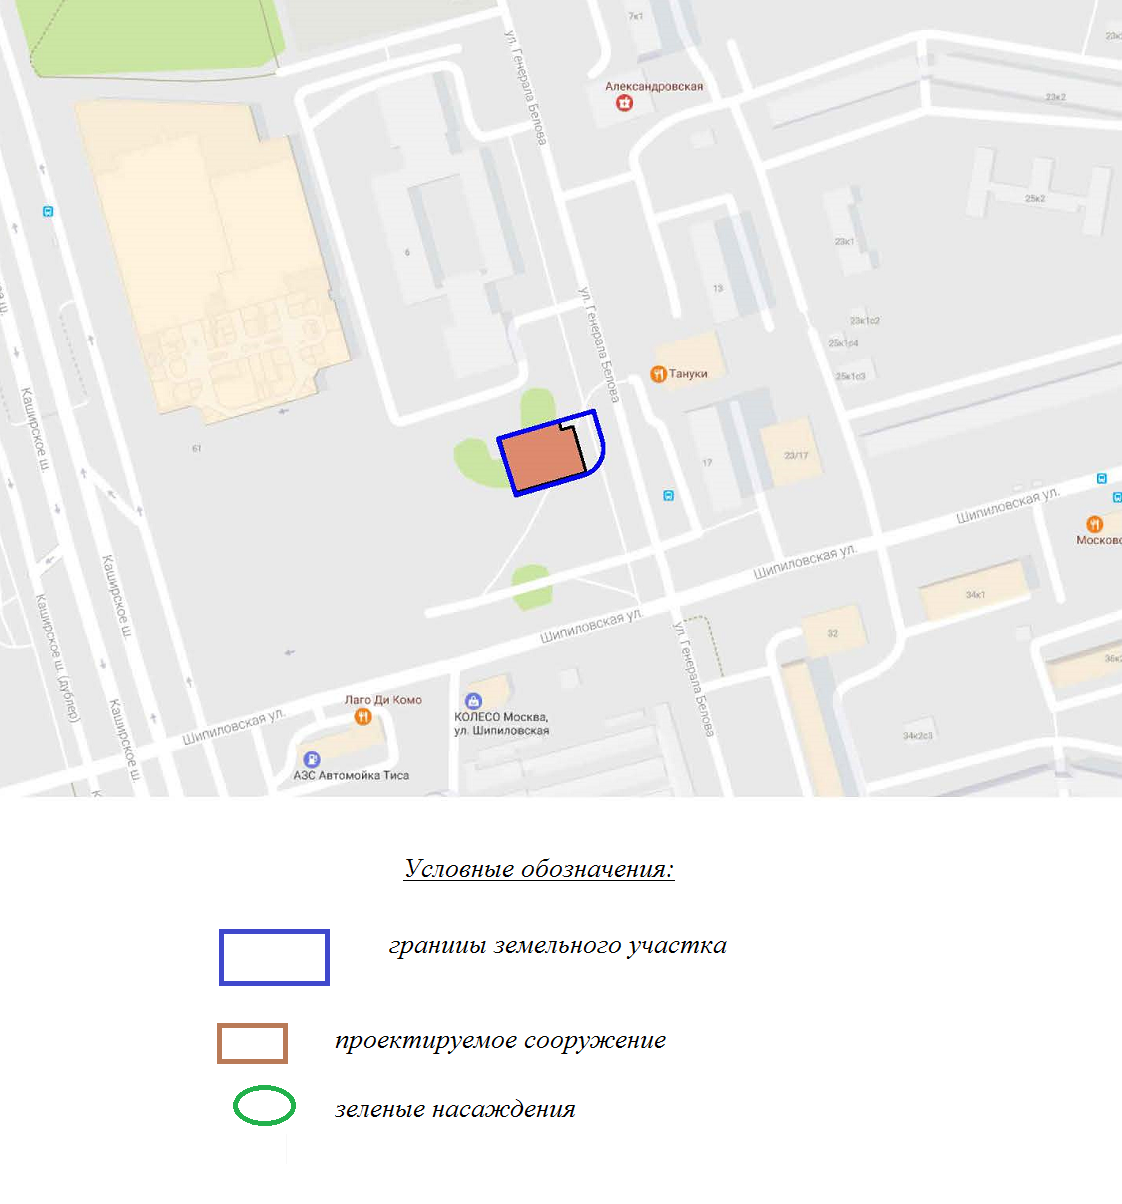 7к1
23к
ул. Генерала Белова
Александровская
23к2
25к2
6
23к1
13
ул. Генерала Белова
23к1с2
25к1с4
25к1с3
Тануки
Каширское ш.
61
17
23/17
Шипиловская ул.
Московс
Шипиловская ул.
Каширское ш.
Каширское ш. (дублер)
34к1
Шипиловская ул.
32
ул. Генерала Белова
36к2
Лаго Ди Комо
КОЛЕСО Москва,
ул. Шипиловская
Шипиловская ул.
Каширское ш.
34к2с3
АЗС Автомойка Тиса
Условные обозначения:
границы земельного участка
проектируемое сооружение
зеленые насаждения